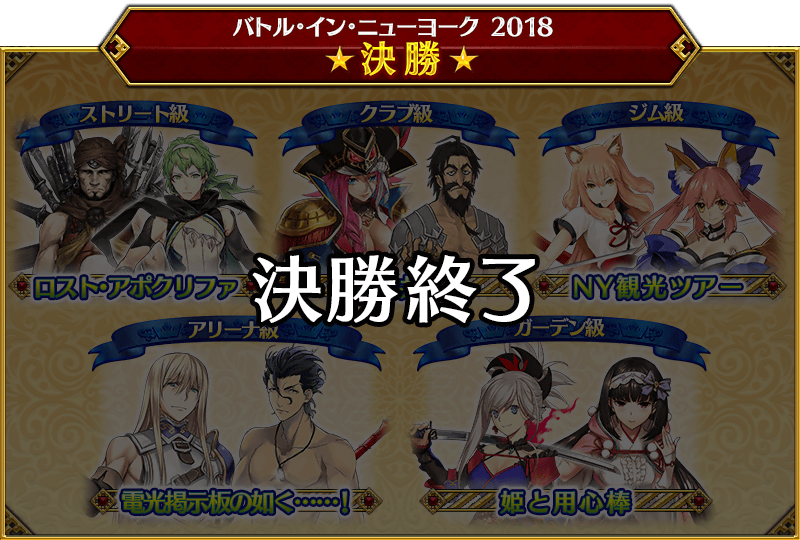 バトル・イン・ニューヨーク 2018
★決勝★
ストリート級
クラブ級
ジム級
ロスト・アポクリファ
NY観光ツアー
決勝終了
アリーナ級
ガーデン級
電光掲示板の如く……!
姫と用心棒